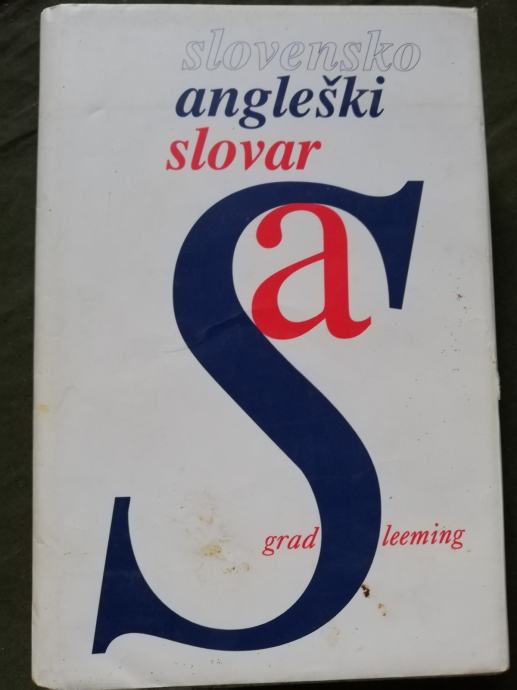 slovensko
angleški
slovar
S
a
grad leeming